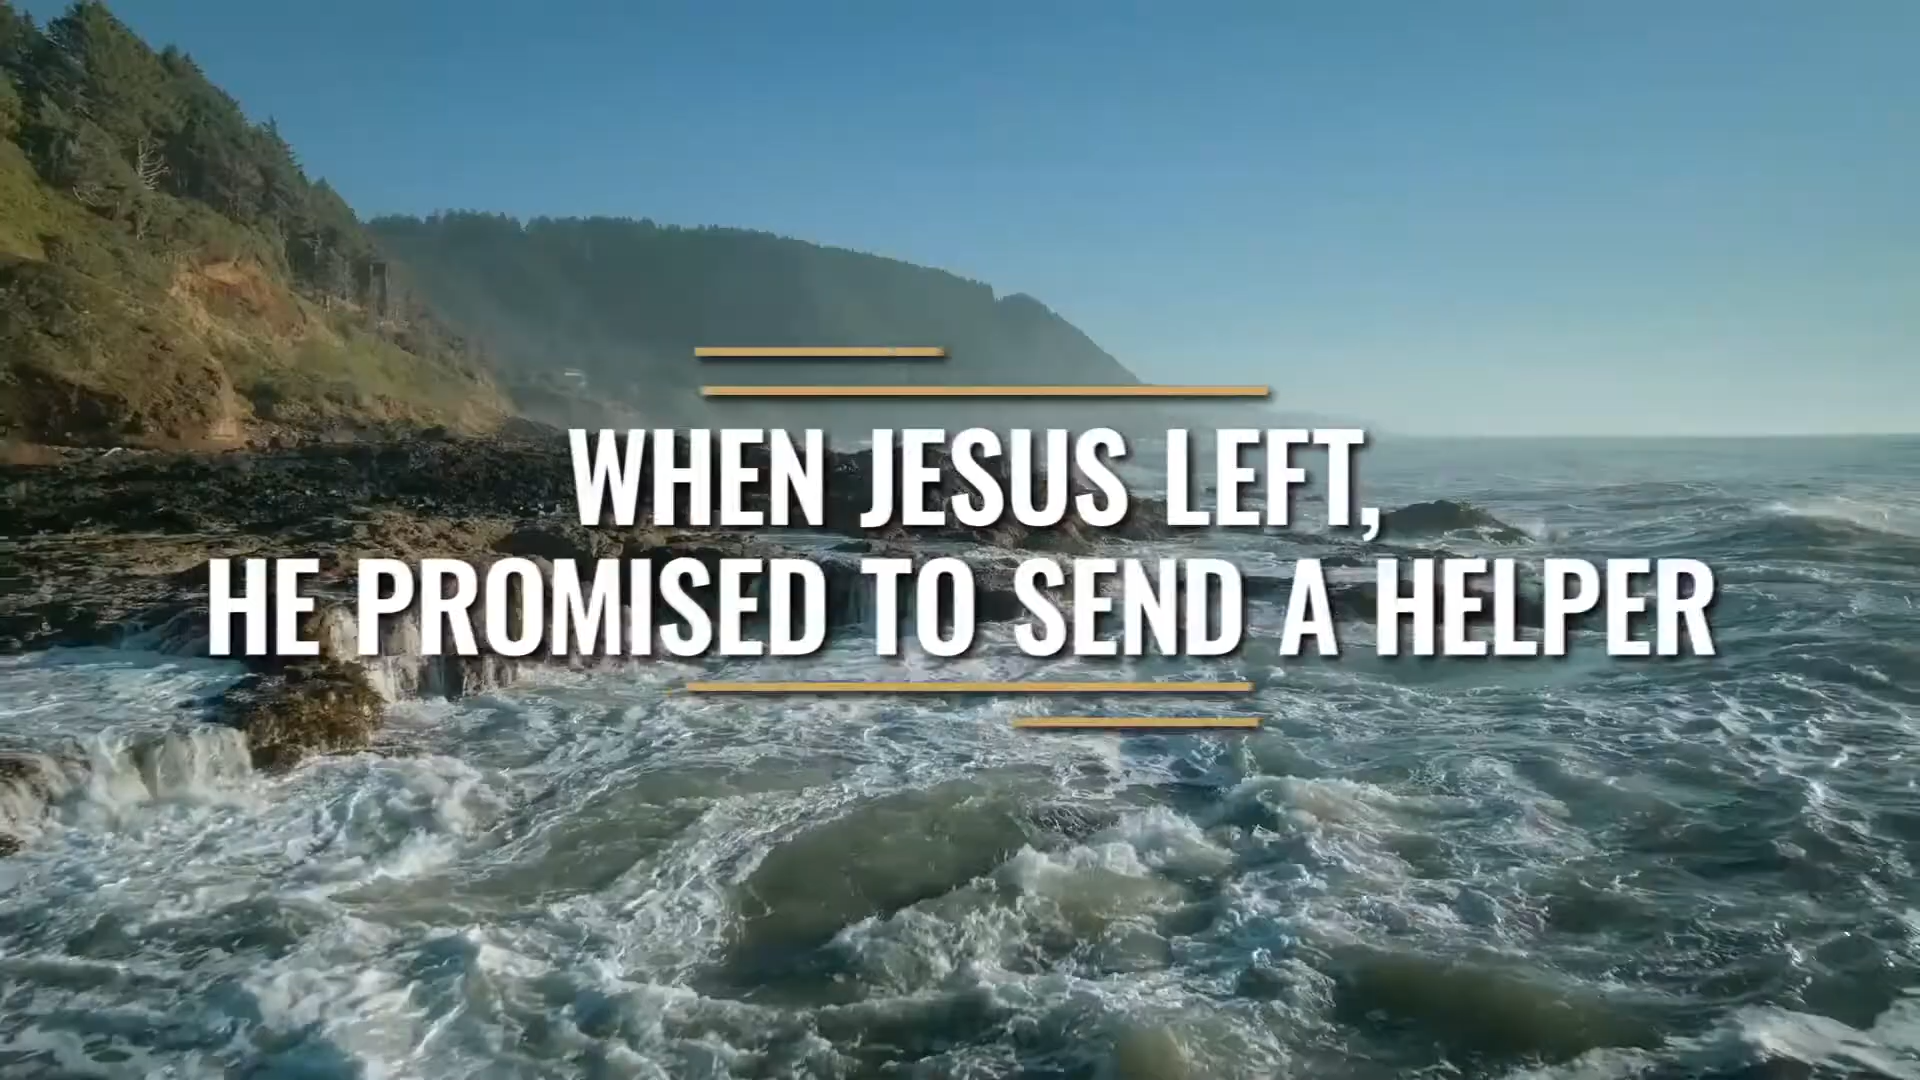 WHEN JESUS LEFT,
HE PROMISED TO SEND A HELPER